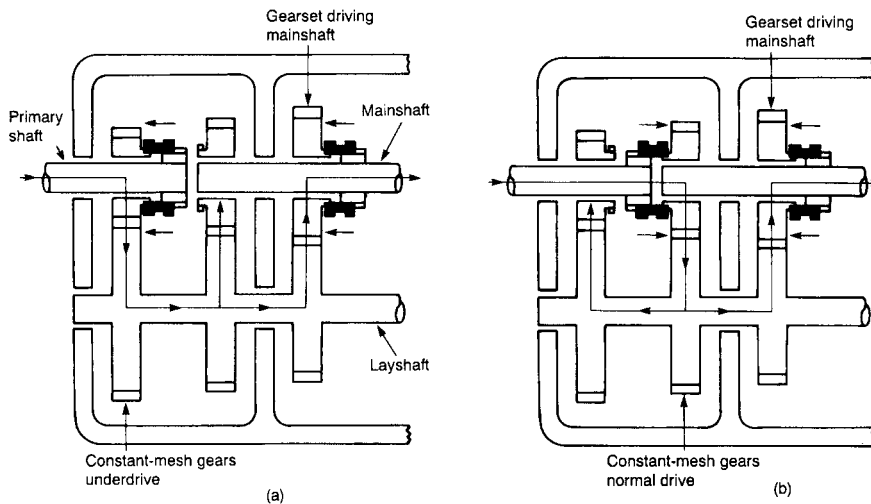 Gearset driving
mainshaft
Primary
shaft
Mainshaft
Layshaft
Constant-mesh gears
underdrive
(a)
Gearset driving
mainshaft
Constant-mesh gears
normal drive
(b)